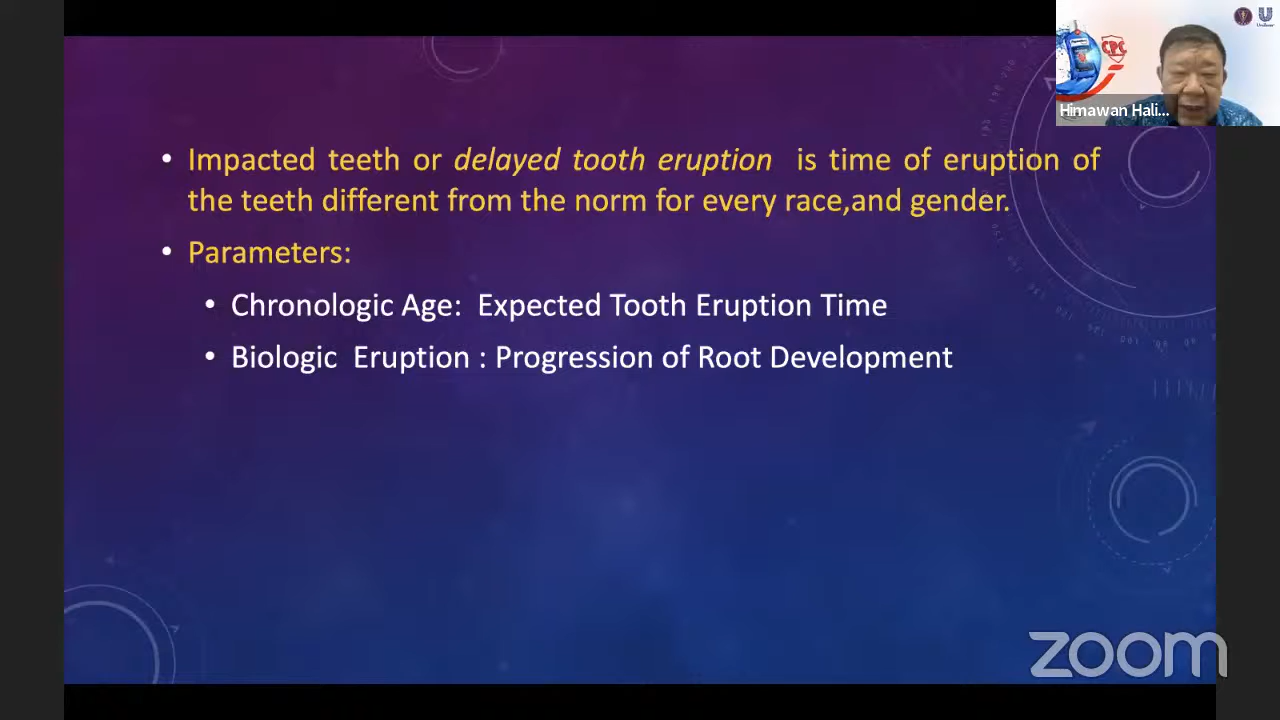 CPC
Unilever
Himawan Hali...
• Impacted teeth or delayed tooth eruption is time of eruption of
the teeth different from the norm for every race,and gender.
• Parameters:
• Chronologic Age: Expected Tooth Eruption Time
• Biologic Eruption : Progression of Root Development
zoom